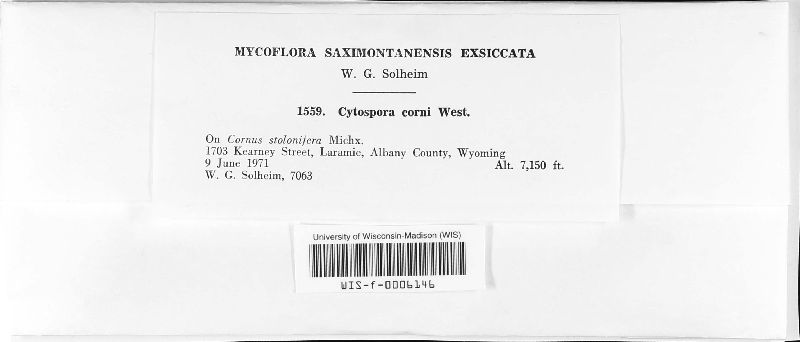 MYCOFLORA SAXIMONTANENSIS EXSICCATA
W. G. Solheim
1559. Cytospora corni West.
On Cornus stolonifera Michx.
1703 Kearney Street, Laramie, Albany County, Wyoming
9 June 1971 Alt. 7,150 ft.
W. G. Solheim, 7063
University of Wisconsin-Madison (WIS)
WIS-f-0006146